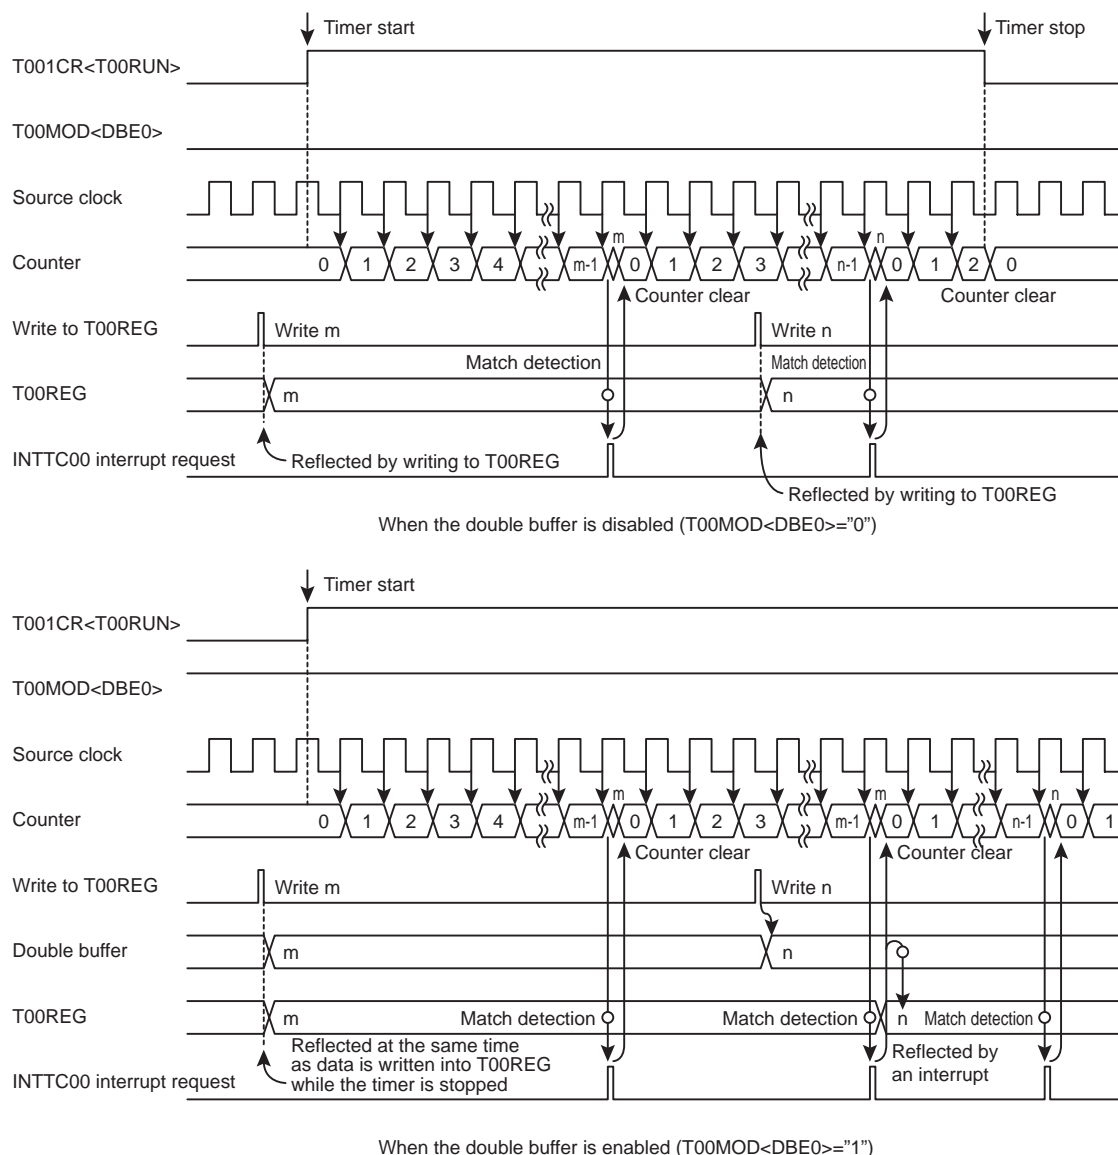 Timer start Timer stop
T001CR<T00RUN>
T00MOD<DBE0>
Source clock
m n
Counter 0 1 2 3 4 m-1 0 1 2 3 n-1 0 1 2 0
Counter clear Counter clear
Write to T00REG Write m Write n
Match detection Match detection
T00REG m n
INTTC00 interrupt request Reflected by writing to T00REG
Reflected by writing to T00REG
When the double buffer is disabled (T00MOD<DBE0>=”0”)
Timer start
T001CR<T00RUN>
T00MOD<DBE0>
Source clock
m m n
Counter 0 1 2 3 4 m-1 0 1 2 3 m-1 0 1 n-1 0 1
Counter clear Counter clear
Write to T00REG Write m Write n
Double buffer m n
T00REG m Match detection Match detection n Match detection
Reflected at the same time
as data is written into T00REG
while the timer is stopped
Reflected by
an interrupt
INTTC00 interrupt request
When the double buffer is enabled (T00MOD<DBE0>=”1”)